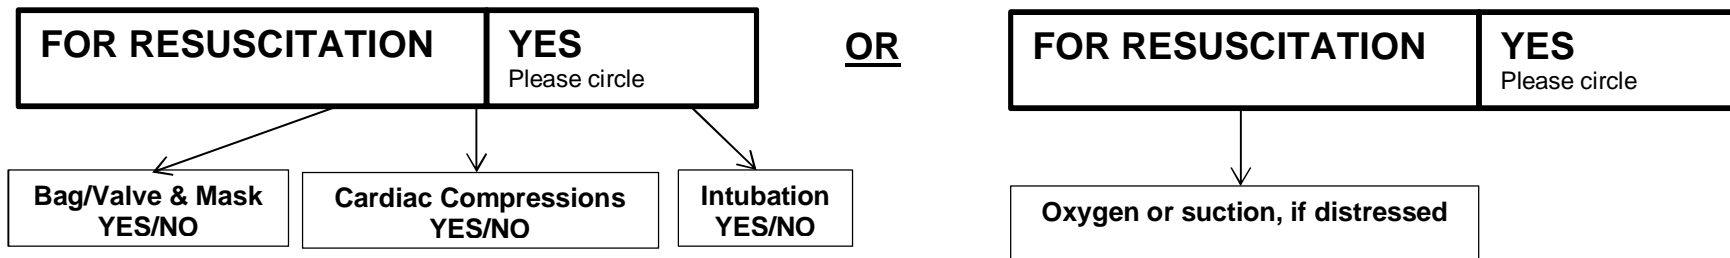 FOR RESUSCITATION
YES
Please circle
OR
FOR RESUSCITATION
YES
Please circle
Bag/Valve & Mask
YES/NO
Cardiac Compressions
YES/NO
Intubation
YES/NO
Oxygen or suction, if distressed